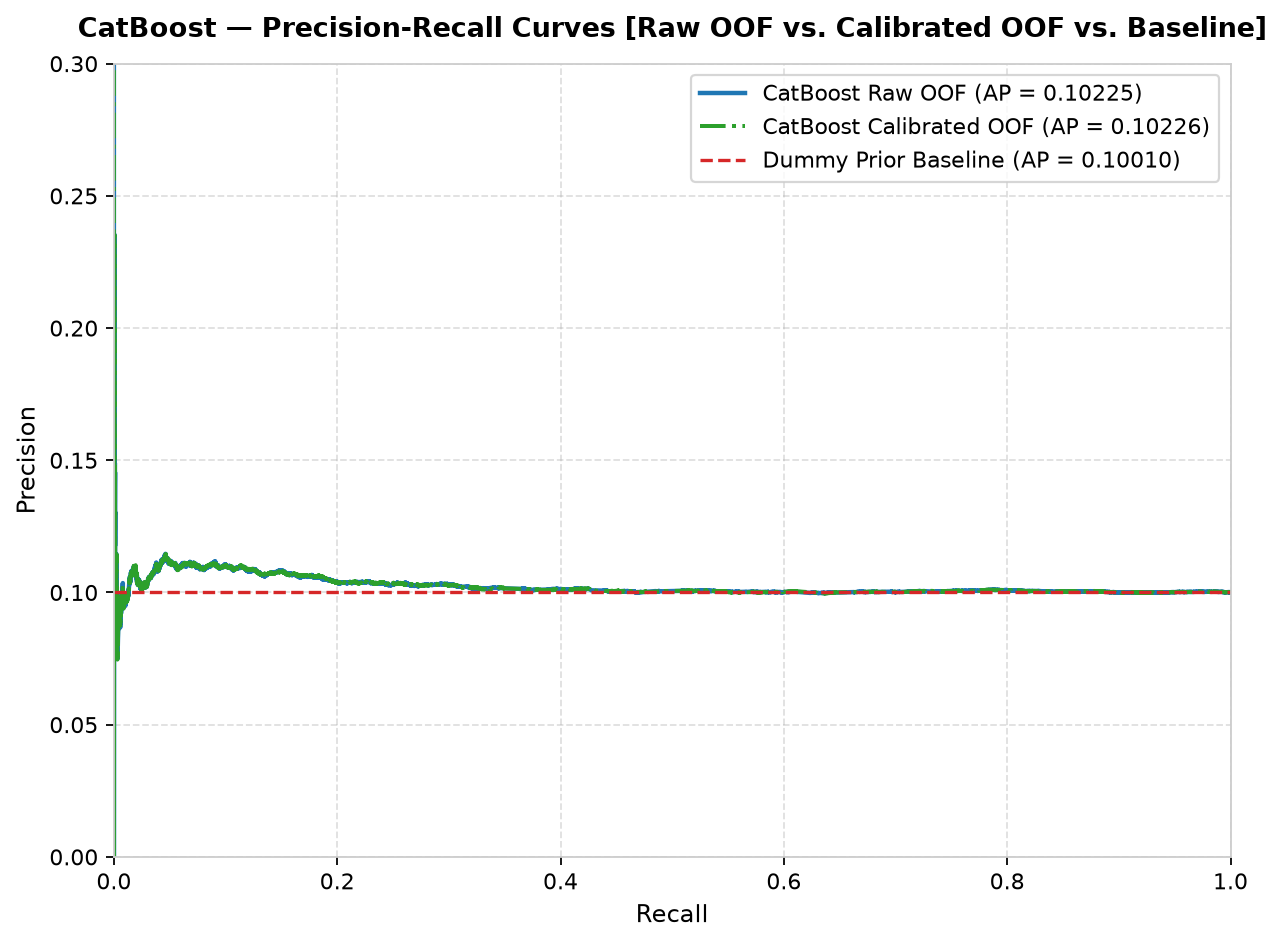 CatBoost — Precision-Recall Curves [Raw OOF vs. Calibrated OOF vs. Baseline]
CatBoost Raw OOF (AP = 0.10225)
CatBoost Calibrated OOF (AP = 0.10226)
Dummy Prior Baseline (AP = 0.10010)
Precision
0.30
0.25
0.20
0.15
0.10
0.05
0.00
0.0 0.2 0.4 0.6 0.8 1.0
Recall